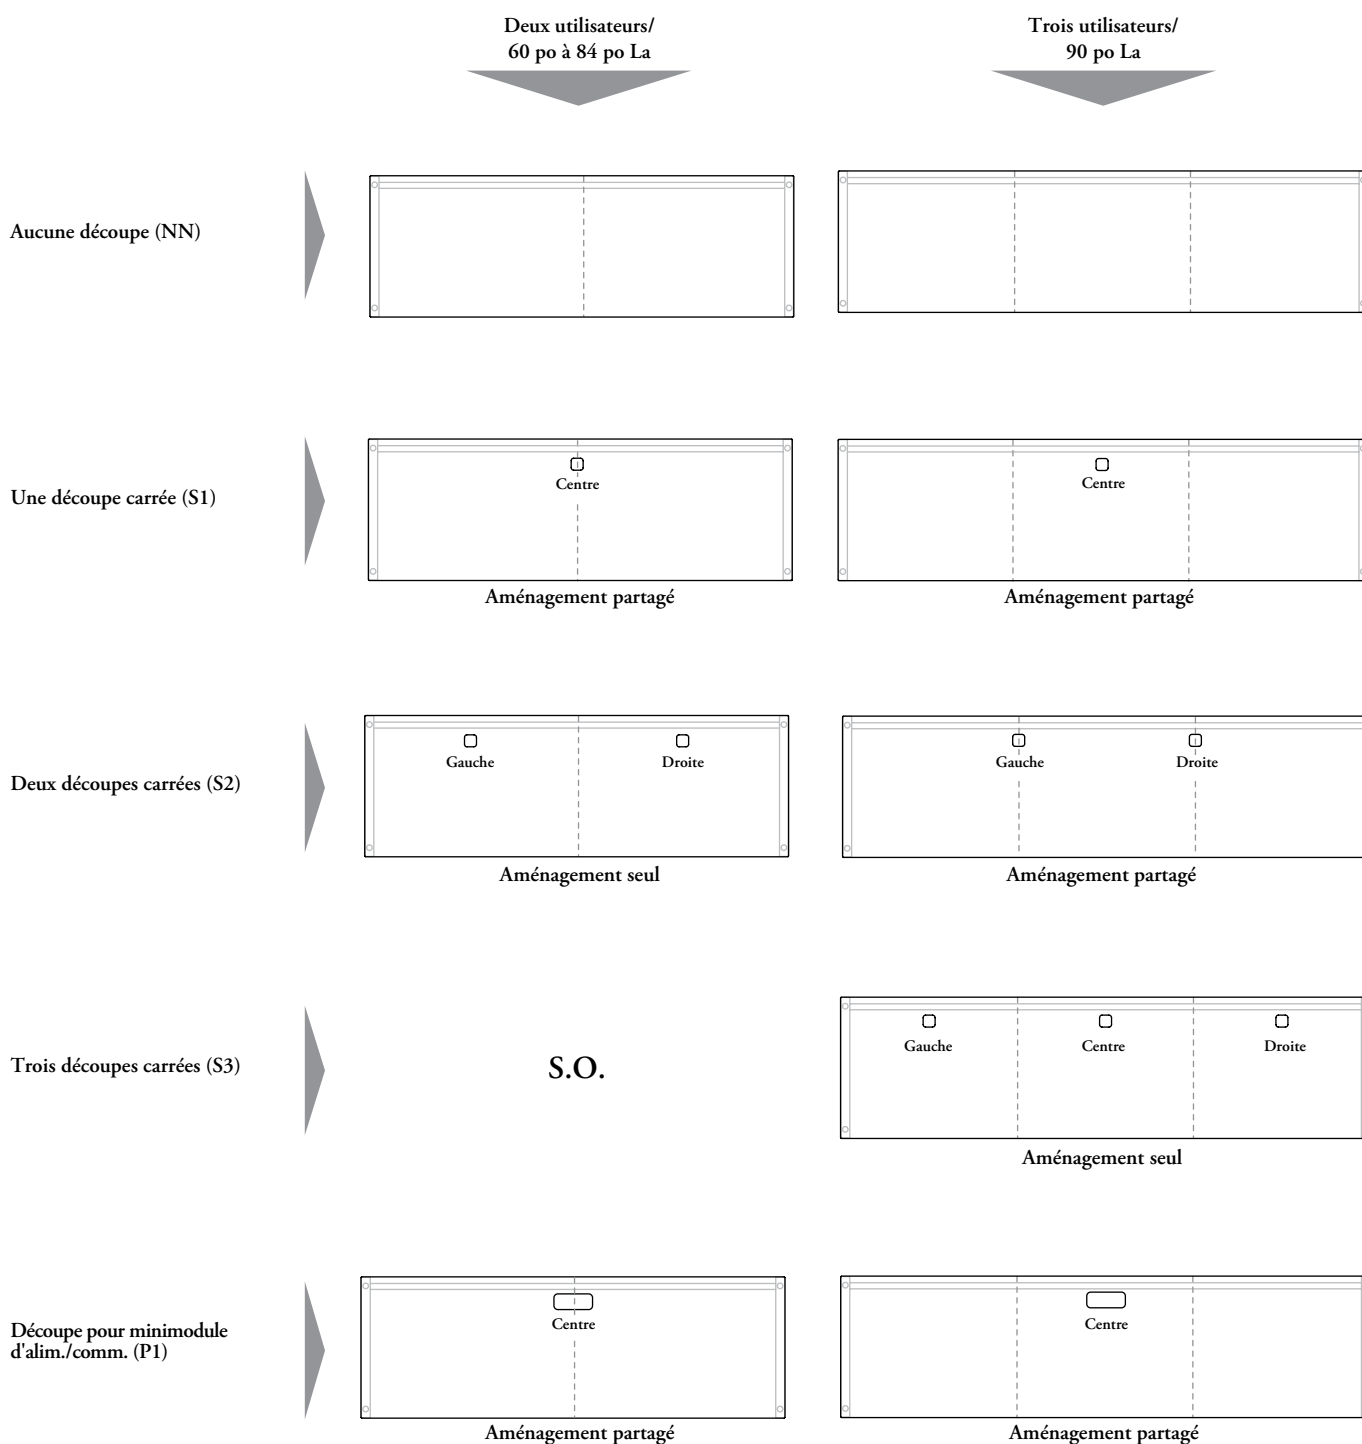 Deux utilisateurs/
60 po à 84 po La
Trois utilisateurs/
90 po La
Aucune découpe (NN)
Une découpe carrée (S1)
Centre
Aménagement partagé
Centre
Aménagement partagé
Deux découpes carrées (S2)
Gauche
Droite
Aménagement seul
Gauche
Droite
Aménagement partagé
Trois découpes carrées (S3)
S.O.
Gauche
Centre
Droite
Aménagement seul
Découpe pour minimodule
d'alim./comm. (P1)
Centre
Aménagement partagé
Centre
Aménagement partagé